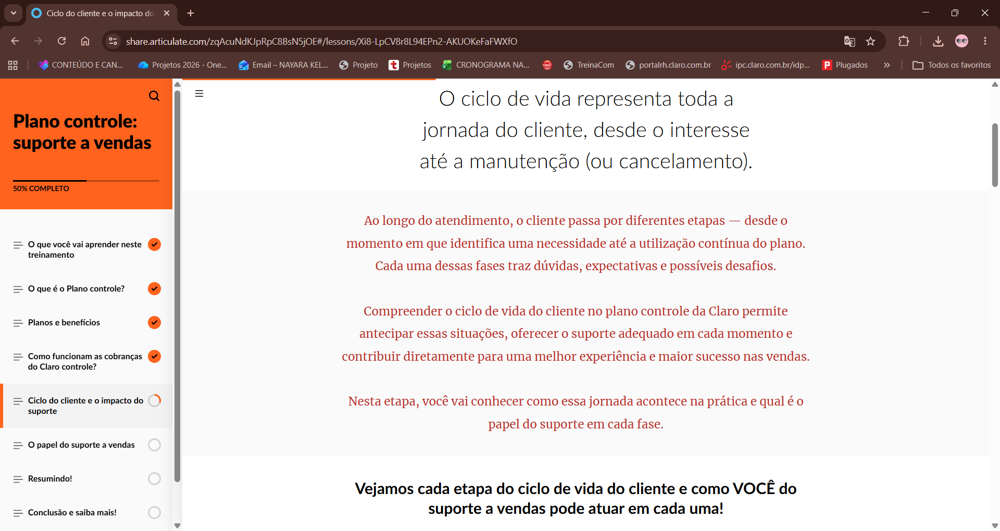 Ciclo do cliente e o impacto do
share.articulate.com/zqAcuNdKJpRpC8BsN5jOE#/lessons/Xi8-LpCV8r8L94EPn2-AKUOKeFaFWXfO
CONTEÚDO E CAN...
Projetos 2026 - One...
Email – NAYARA KEL...
Projeto
Projetos
CRONOGRAMA NA...
TreinaCom
portalrh.claro.com.br
ipc.claro.com.br/idp...
Plugados
Todos os favoritos
Plano controle:
suporte a vendas
50% COMPLETO
O que você vai aprender neste
treinamento
O que é o Plano controle?
Planos e benefícios
Como funcionam as cobranças
do Claro controle?
Ciclo do cliente e o impacto do
suporte
O papel do suporte a vendas
Resumindo!
Conclusão e saiba mais!
O ciclo de vida representa toda a
jornada do cliente, desde o interesse
até a manutenção (ou cancelamento).
Ao longo do atendimento, o cliente passa por diferentes etapas — desde o
momento em que identifica uma necessidade até a utilização contínua do plano.
Cada uma dessas fases traz dúvidas, expectativas e possíveis desafios.
Compreender o ciclo de vida do cliente no plano controle da Claro permite
antecipar essas situações, oferecer o suporte adequado em cada momento e
contribuir diretamente para uma melhor experiência e maior sucesso nas vendas.
Nesta etapa, você vai conhecer como essa jornada acontece na prática e qual é o
papel do suporte em cada fase.
Vejamos cada etapa do ciclo de vida do cliente e como VOCÊ do
suporte a vendas pode atuar em cada uma!